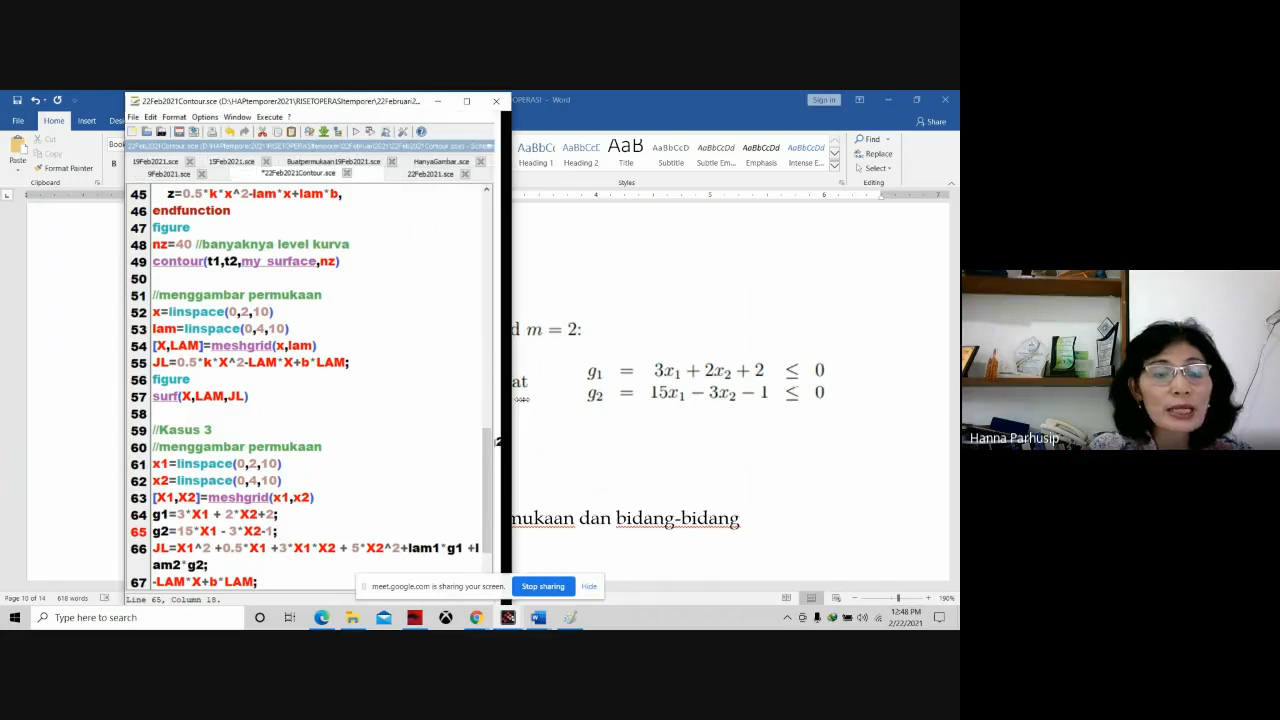 22Feb2021Contour.sce (D:\HAPtemporer2021\RISETOPERASItemporer\22Februari2...
File Edit Format Options Window Execute ?
19Feb2021.sce 15Feb2021.sce Buatpermukaan19Feb2021.sce HanyaGambar.sce
9Feb2021.sce *22Feb2021Contour.sce 22Feb2021.sce
45 z=0.5*k*x^2-lam*x+lam*b,
46 endfunction
47 figure
48 nz=40 //banyaknya level kurva
49 contour(t1,t2,my_surface,nz)
50
51 //menggambar permukaan
52 x=linspace(0,2,10)
53 lam=linspace(0,4,10)
54 [X,LAM]=meshgrid(x,lam)
55 JL=0.5*k*X^2-LAM*X+b*LAM;
56 figure
57 surf(X,LAM,JL)
58
59 //Kasus 3
60 //menggambar permukaan
61 x1=linspace(0,2,10)
62 x2=linspace(0,4,10)
63 [X1,X2]=meshgrid(x1,x2)
64 g1=3*X1 + 2*X2+2;
65 g2=15*X1 - 3*X2-1;
66 JL=X1^2 +0.5*X1 +3*X1*X2 + 5*X2^2+lam1*g1 +l
am2*g2;
67 -LAM*X+b*LAM;
Line 65, Column 18.
OPERASI - Word
Sign in
File Home Insert
Share
Paste
Cut
Copy
Format Painter
Clipboard
Book
B
AaBbCc AaBbCcE AaB AaBbCcD AaBbCcDd AaBbCcDd
Heading 1 Heading 2 Title Subtitle Subtle Em... Emphasis Intense E...
Styles
Find
Replace
Select
Editing
4 5 6 7
d m = 2:
at
g1 = 3x1 + 2x2 + 2 ≤ 0
g2 = 15x1 − 3x2 − 1 ≤ 0
mukaan dan bidang-bidang
meet.google.com is sharing your screen. Stop sharing Hide
Page 10 of 14 618 words
190%
Type here to search
12:48 PM
2/22/2021
Hanna Parhusip